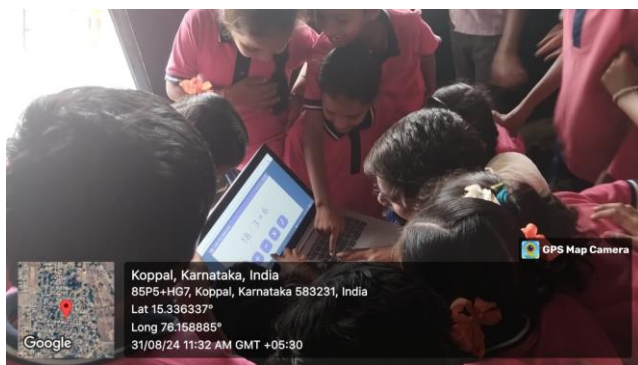 GPS Map Camera
Koppal, Karnataka, India
85P5+HG7, Koppal, Karnataka 583231, India
Lat 15.336337°
Long 76.158885°
31/08/24 11:32 AM GMT +05:30
Google